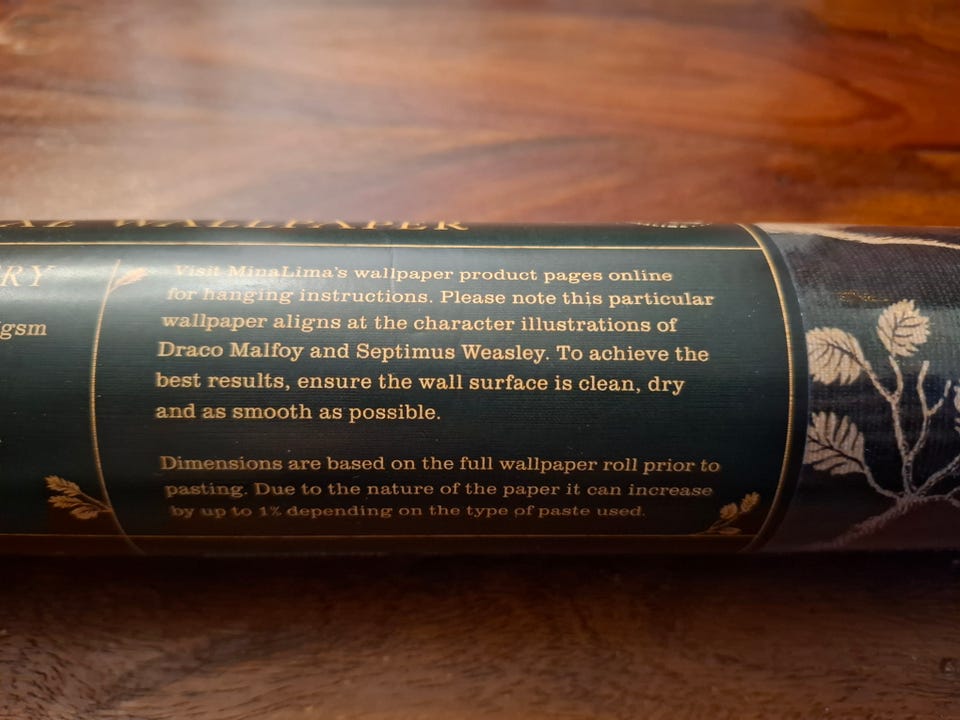 WALLPAPER
RY
gsm
Visit MinaLima's wallpaper product pages online
for hanging instructions. Please note this particular
wallpaper aligns at the character illustrations of
Draco Malfoy and Septimus Weasley. To achieve the
best results, ensure the wall surface is clean, dry
and as smooth as possible.
Dimensions are based on the full wallpaper roll prior to
pasting. Due to the nature of the paper it can increase
by up to 1% depending on the type of paste used.